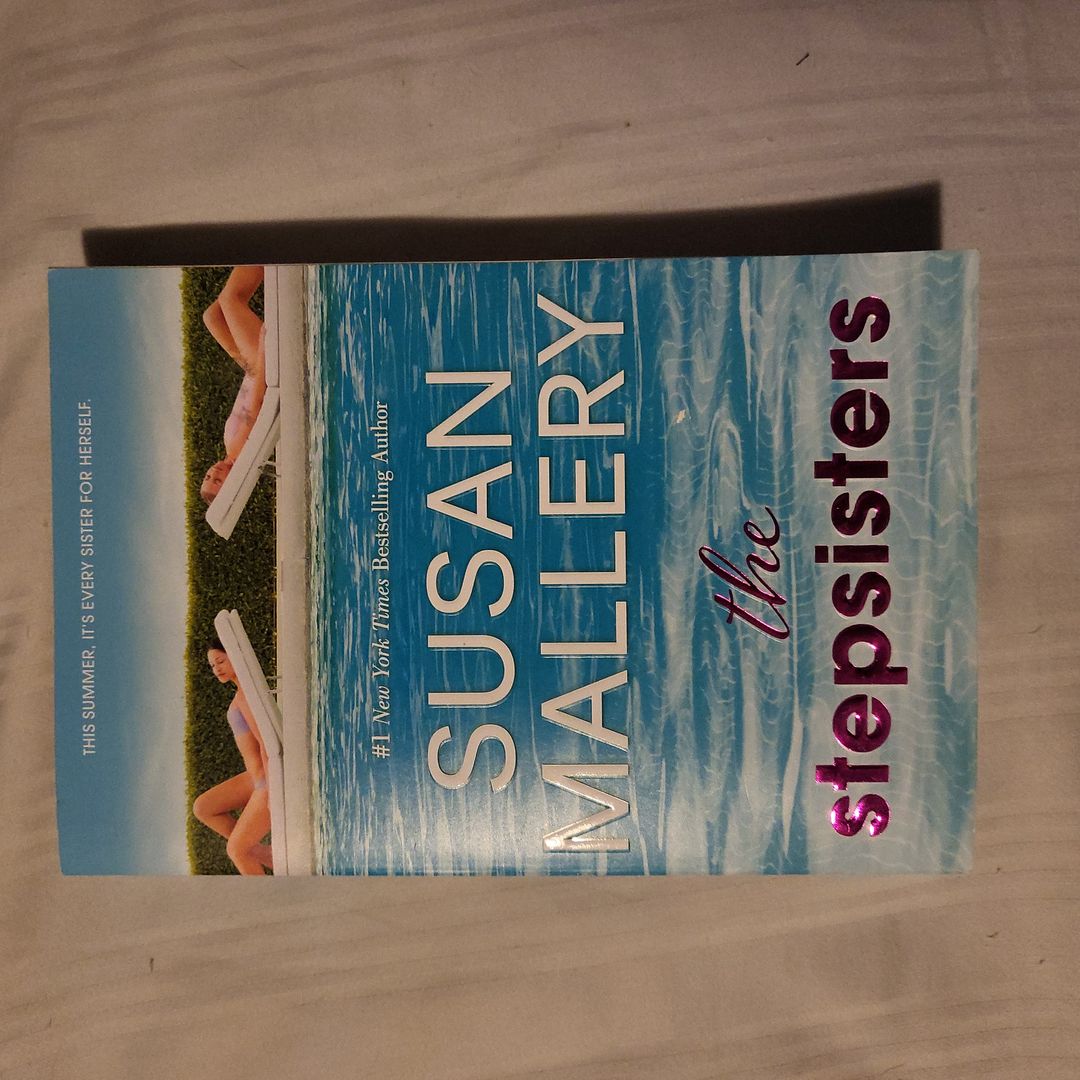 THIS SUMMER, IT'S EVERY SISTER FOR HERSELF.
#1 New York Times Bestselling Author
SUSAN
MALLERY
the
stepsisters